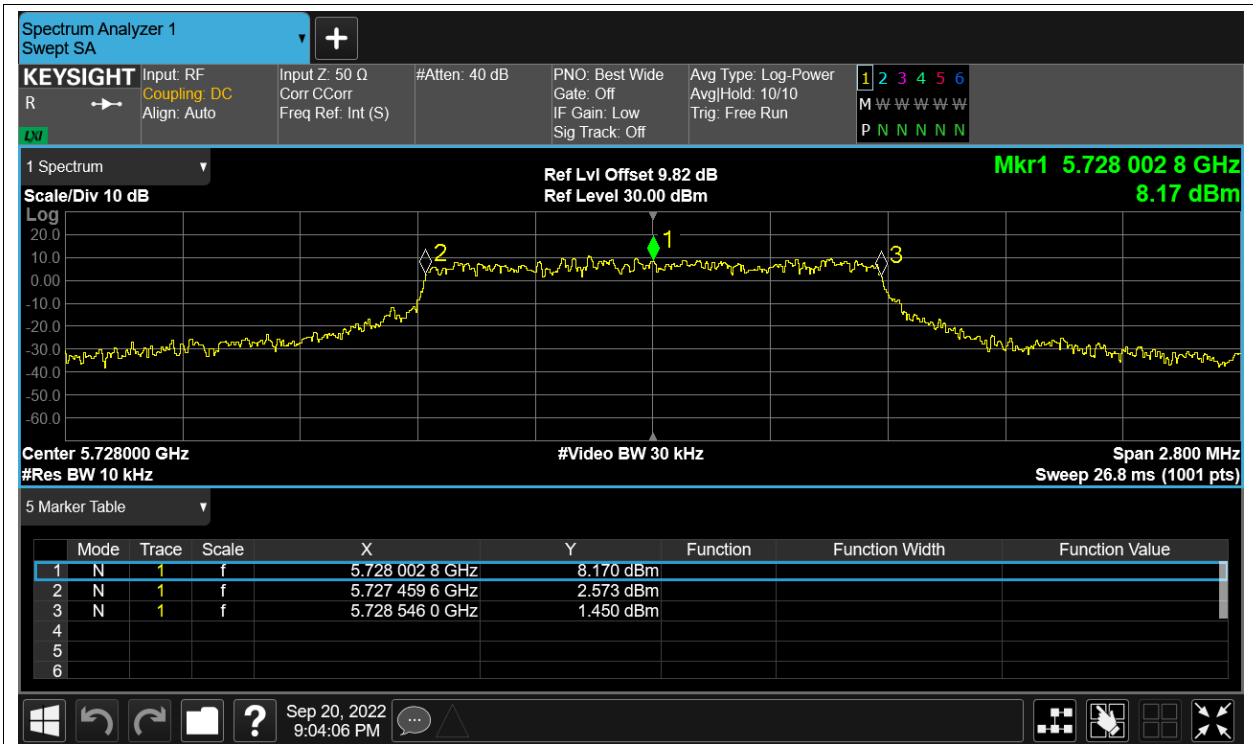 Spectrum Analyzer 1
Swept SA
KEYSIGHT
R
LXI
Input: RF
Coupling: DC
Align: Auto
Input Z: 50 Ω
Corr CCorr
Freq Ref: Int (S)
#Atten: 40 dB
PNO: Best Wide
Gate: Off
IF Gain: Low
Sig Track: Off
Avg Type: Log-Power
Avg|Hold: 10/10
Trig: Free Run
1 2 3 4 5 6
M W W W W W
P N N N N N
1 Spectrum
Scale/Div 10 dB
Ref Lvl Offset 9.82 dB
Ref Level 30.00 dBm
Mkr1 5.728 002 8 GHz
8.17 dBm
Log
20.0
10.0
0.00
-10.0
-20.0
-30.0
-40.0
-50.0
-60.0
2
1
3
Center 5.728000 GHz
#Res BW 10 kHz
#Video BW 30 kHz
Span 2.800 MHz
Sweep 26.8 ms (1001 pts)
5 Marker Table
Mode Trace Scale X Y Function Function Width Function Value
1 N 1 f 5.728 002 8 GHz 8.170 dBm
2 N 1 f 5.727 459 6 GHz 2.573 dBm
3 N 1 f 5.728 546 0 GHz 1.450 dBm
4
5
6
?
Sep 20, 2022
9:04:06 PM